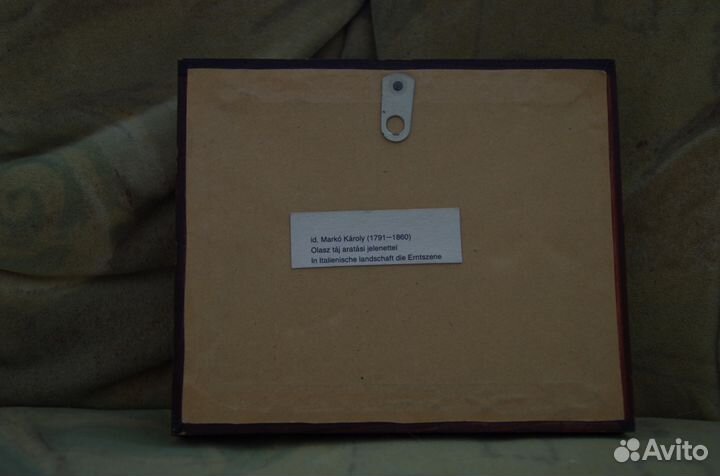 id. Markó Károly (1791—1860)
Olasz táj aratási jelenettel
In Italienische landschaft die Erntszene
Avito